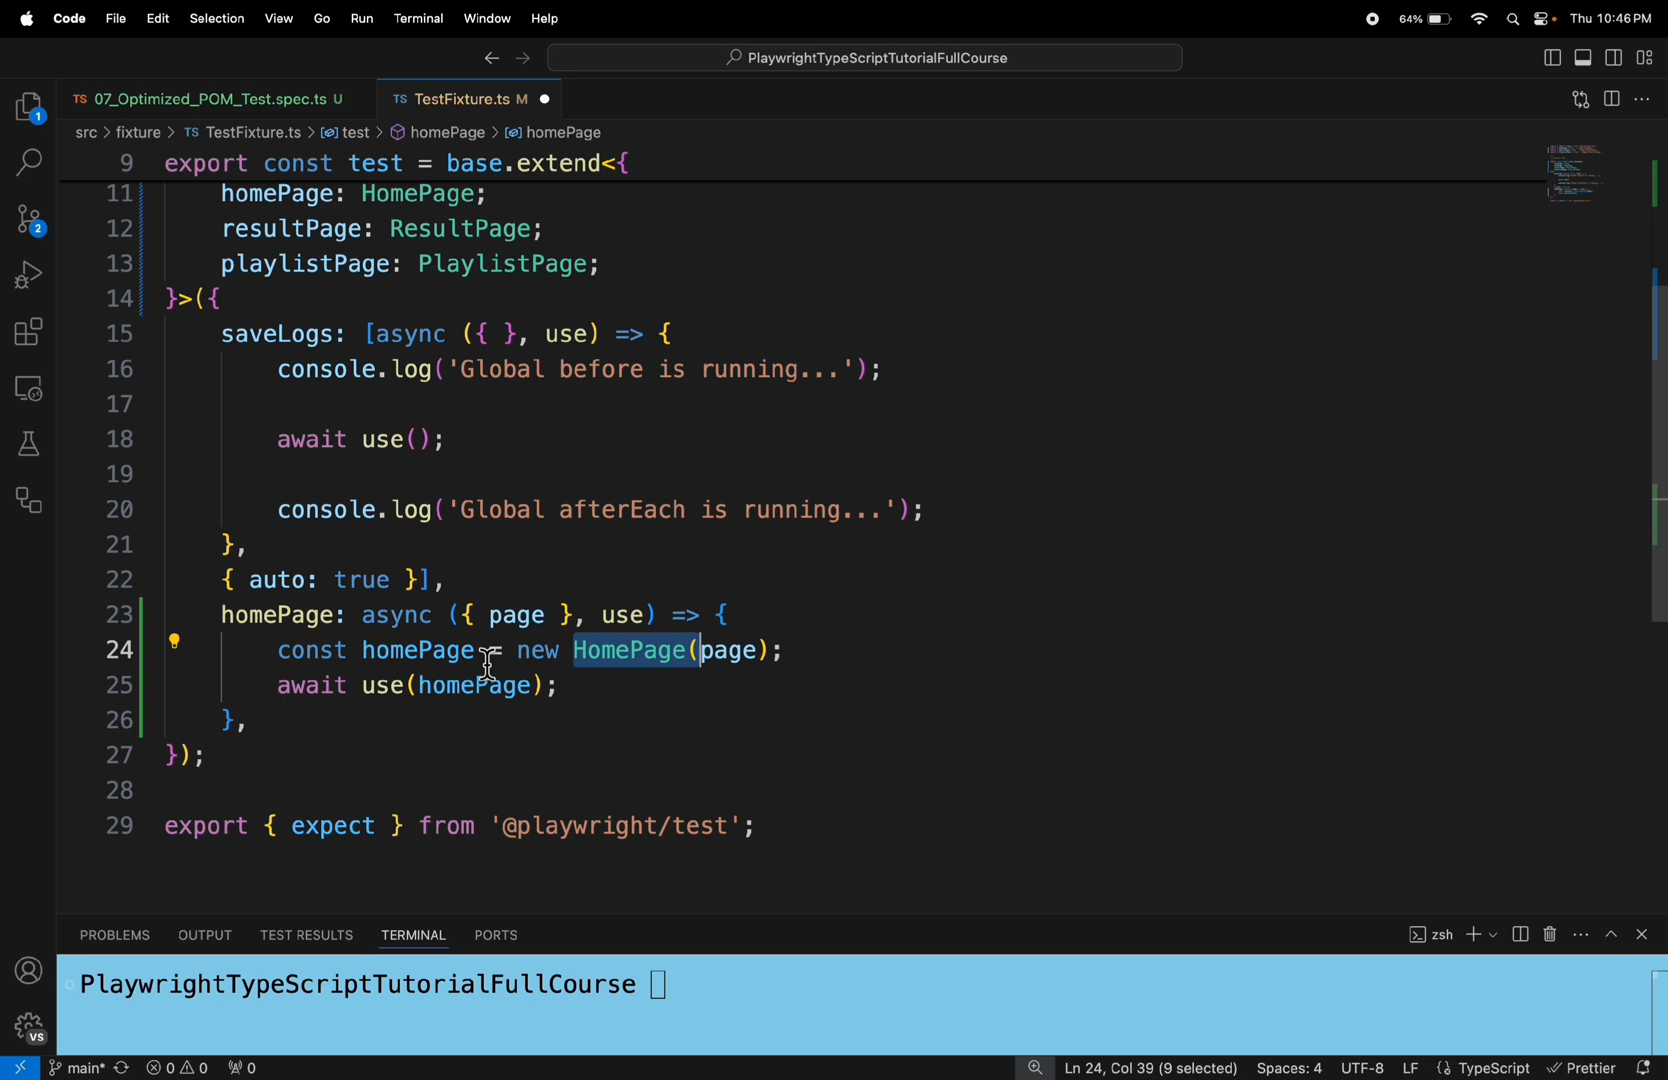 Code File Edit Selection View Go Run Terminal Window Help 64% Thu 10:46 PM
PlaywrightTypeScriptTutorialFullCourse
TS 07_Optimized_POM_Test.spec.ts U TS TestFixture.ts M
src > fixture > TS TestFixture.ts > test > homePage > homePage
9 export const test = base.extend<{
11 homePage: HomePage;
12 resultPage: ResultPage;
13 playlistPage: PlaylistPage;
14 }>({
15 saveLogs: [async ({ }, use) => {
16 console.log('Global before is running...');
17
18 await use();
19
20 console.log('Global afterEach is running...');
21 },
22 { auto: true }],
23 homePage: async ({ page }, use) => {
24 const homePage = new HomePage(page);
25 await use(homePage);
26 },
27 });
28
29 export { expect } from '@playwright/test';
1
2
PROBLEMS OUTPUT TEST RESULTS TERMINAL PORTS zsh
PlaywrightTypeScriptTutorialFullCourse
VS
main* 0 0 0 Ln 24, Col 39 (9 selected) Spaces: 4 UTF-8 LF {} TypeScript Prettier